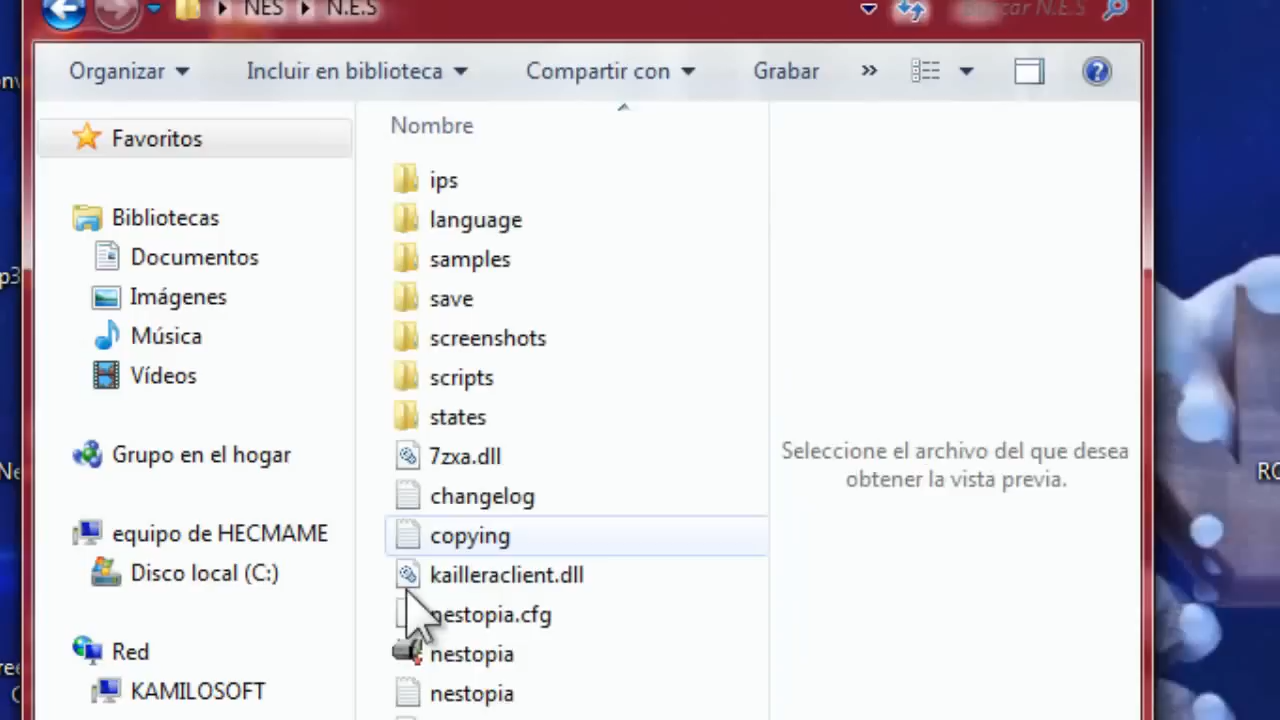 NES N.E.S
Buscar N.E.S
Organizar Incluir en biblioteca Compartir con Grabar »
Nombre
Favoritos
Bibliotecas
Documentos
Imágenes
Música
Vídeos
Grupo en el hogar
equipo de HECMAME
Disco local (C:)
Red
KAMILOSOFT
ips
language
samples
save
screenshots
scripts
states
7zxa.dll
changelog
copying
kailleraclient.dll
nestopia.cfg
nestopia
nestopia
Seleccione el archivo del que desea
obtener la vista previa.